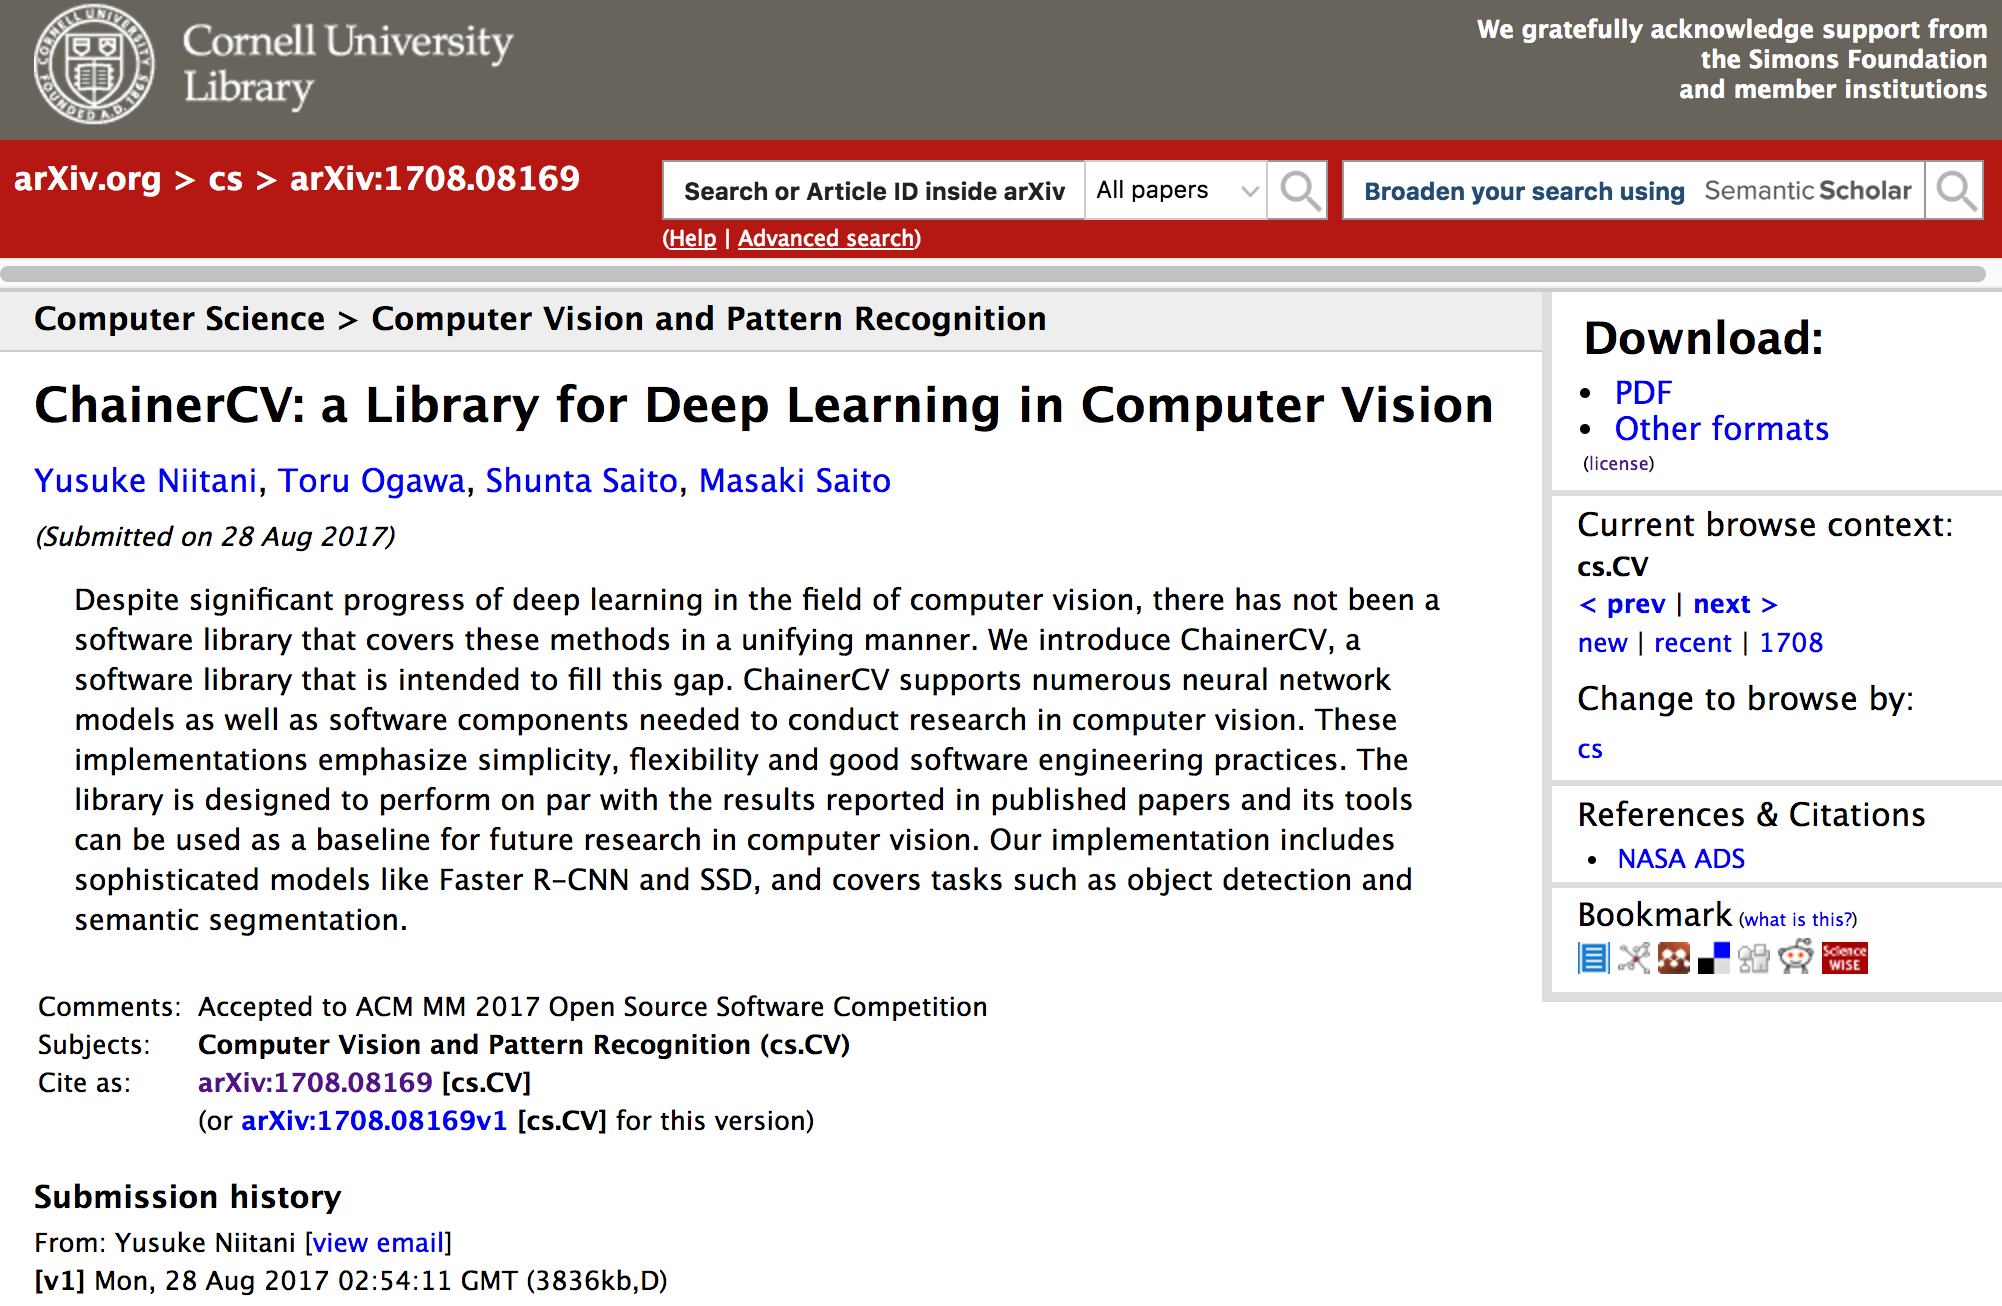 Cornell University
Library
We gratefully acknowledge support from
the Simons Foundation
and member institutions
arXiv.org > cs > arXiv:1708.08169
Search or Article ID inside arXiv
All papers
Broaden your search using Semantic Scholar
(Help | Advanced search)
Computer Science > Computer Vision and Pattern Recognition
ChainerCV: a Library for Deep Learning in Computer Vision
Yusuke Niitani, Toru Ogawa, Shunta Saito, Masaki Saito
(Submitted on 28 Aug 2017)
Despite significant progress of deep learning in the field of computer vision, there has not been a
software library that covers these methods in a unifying manner. We introduce ChainerCV, a
software library that is intended to fill this gap. ChainerCV supports numerous neural network
models as well as software components needed to conduct research in computer vision. These
implementations emphasize simplicity, flexibility and good software engineering practices. The
library is designed to perform on par with the results reported in published papers and its tools
can be used as a baseline for future research in computer vision. Our implementation includes
sophisticated models like Faster R-CNN and SSD, and covers tasks such as object detection and
semantic segmentation.
Comments: Accepted to ACM MM 2017 Open Source Software Competition
Subjects: Computer Vision and Pattern Recognition (cs.CV)
Cite as: arXiv:1708.08169 [cs.CV]
(or arXiv:1708.08169v1 [cs.CV] for this version)
Submission history
From: Yusuke Niitani [view email]
[v1] Mon, 28 Aug 2017 02:54:11 GMT (3836kb,D)
Download:
• PDF
• Other formats
(license)
Current browse context:
cs.CV
< prev | next >
new | recent | 1708
Change to browse by:
cs
References & Citations
• NASA ADS
Bookmark (what is this?)
Science
WISE